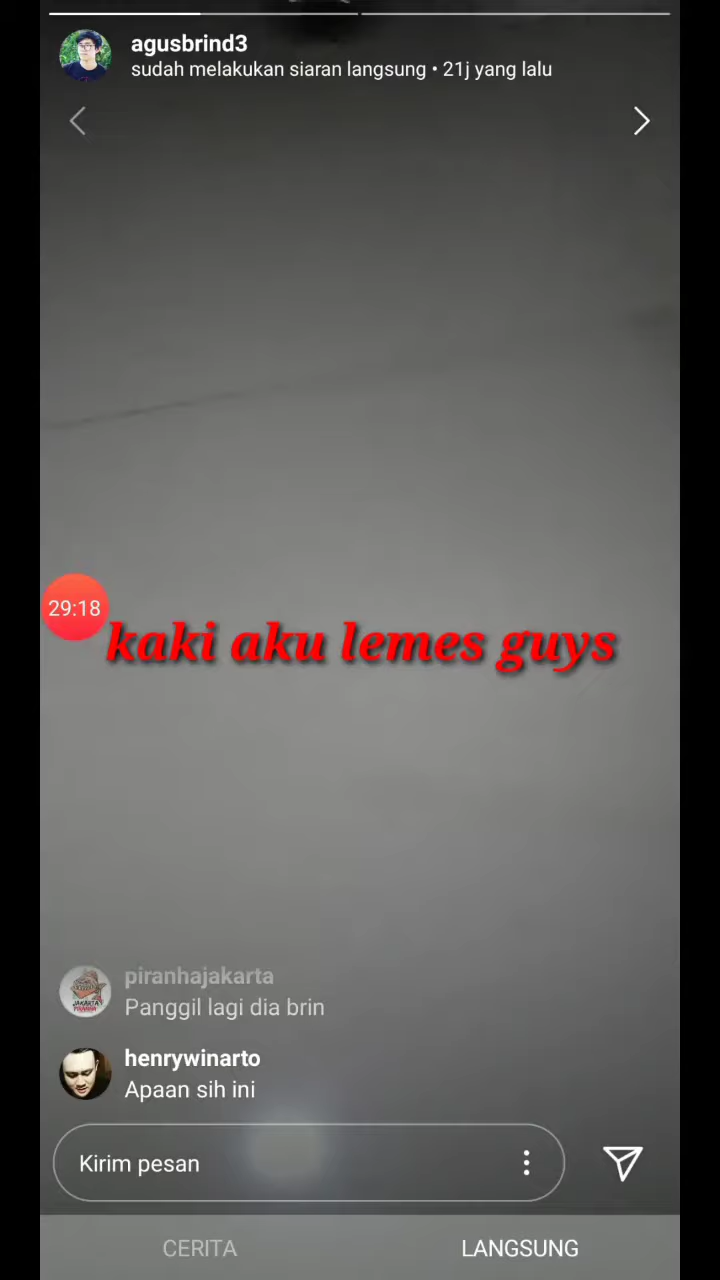 agusbrind3
sudah melakukan siaran langsung • 21j yang lalu
29:18
kaki aku lemes guys
piranhajakarta
Panggil lagi dia brin
henrywinarto
Apaan sih ini
Kirim pesan
CERITA
LANGSUNG